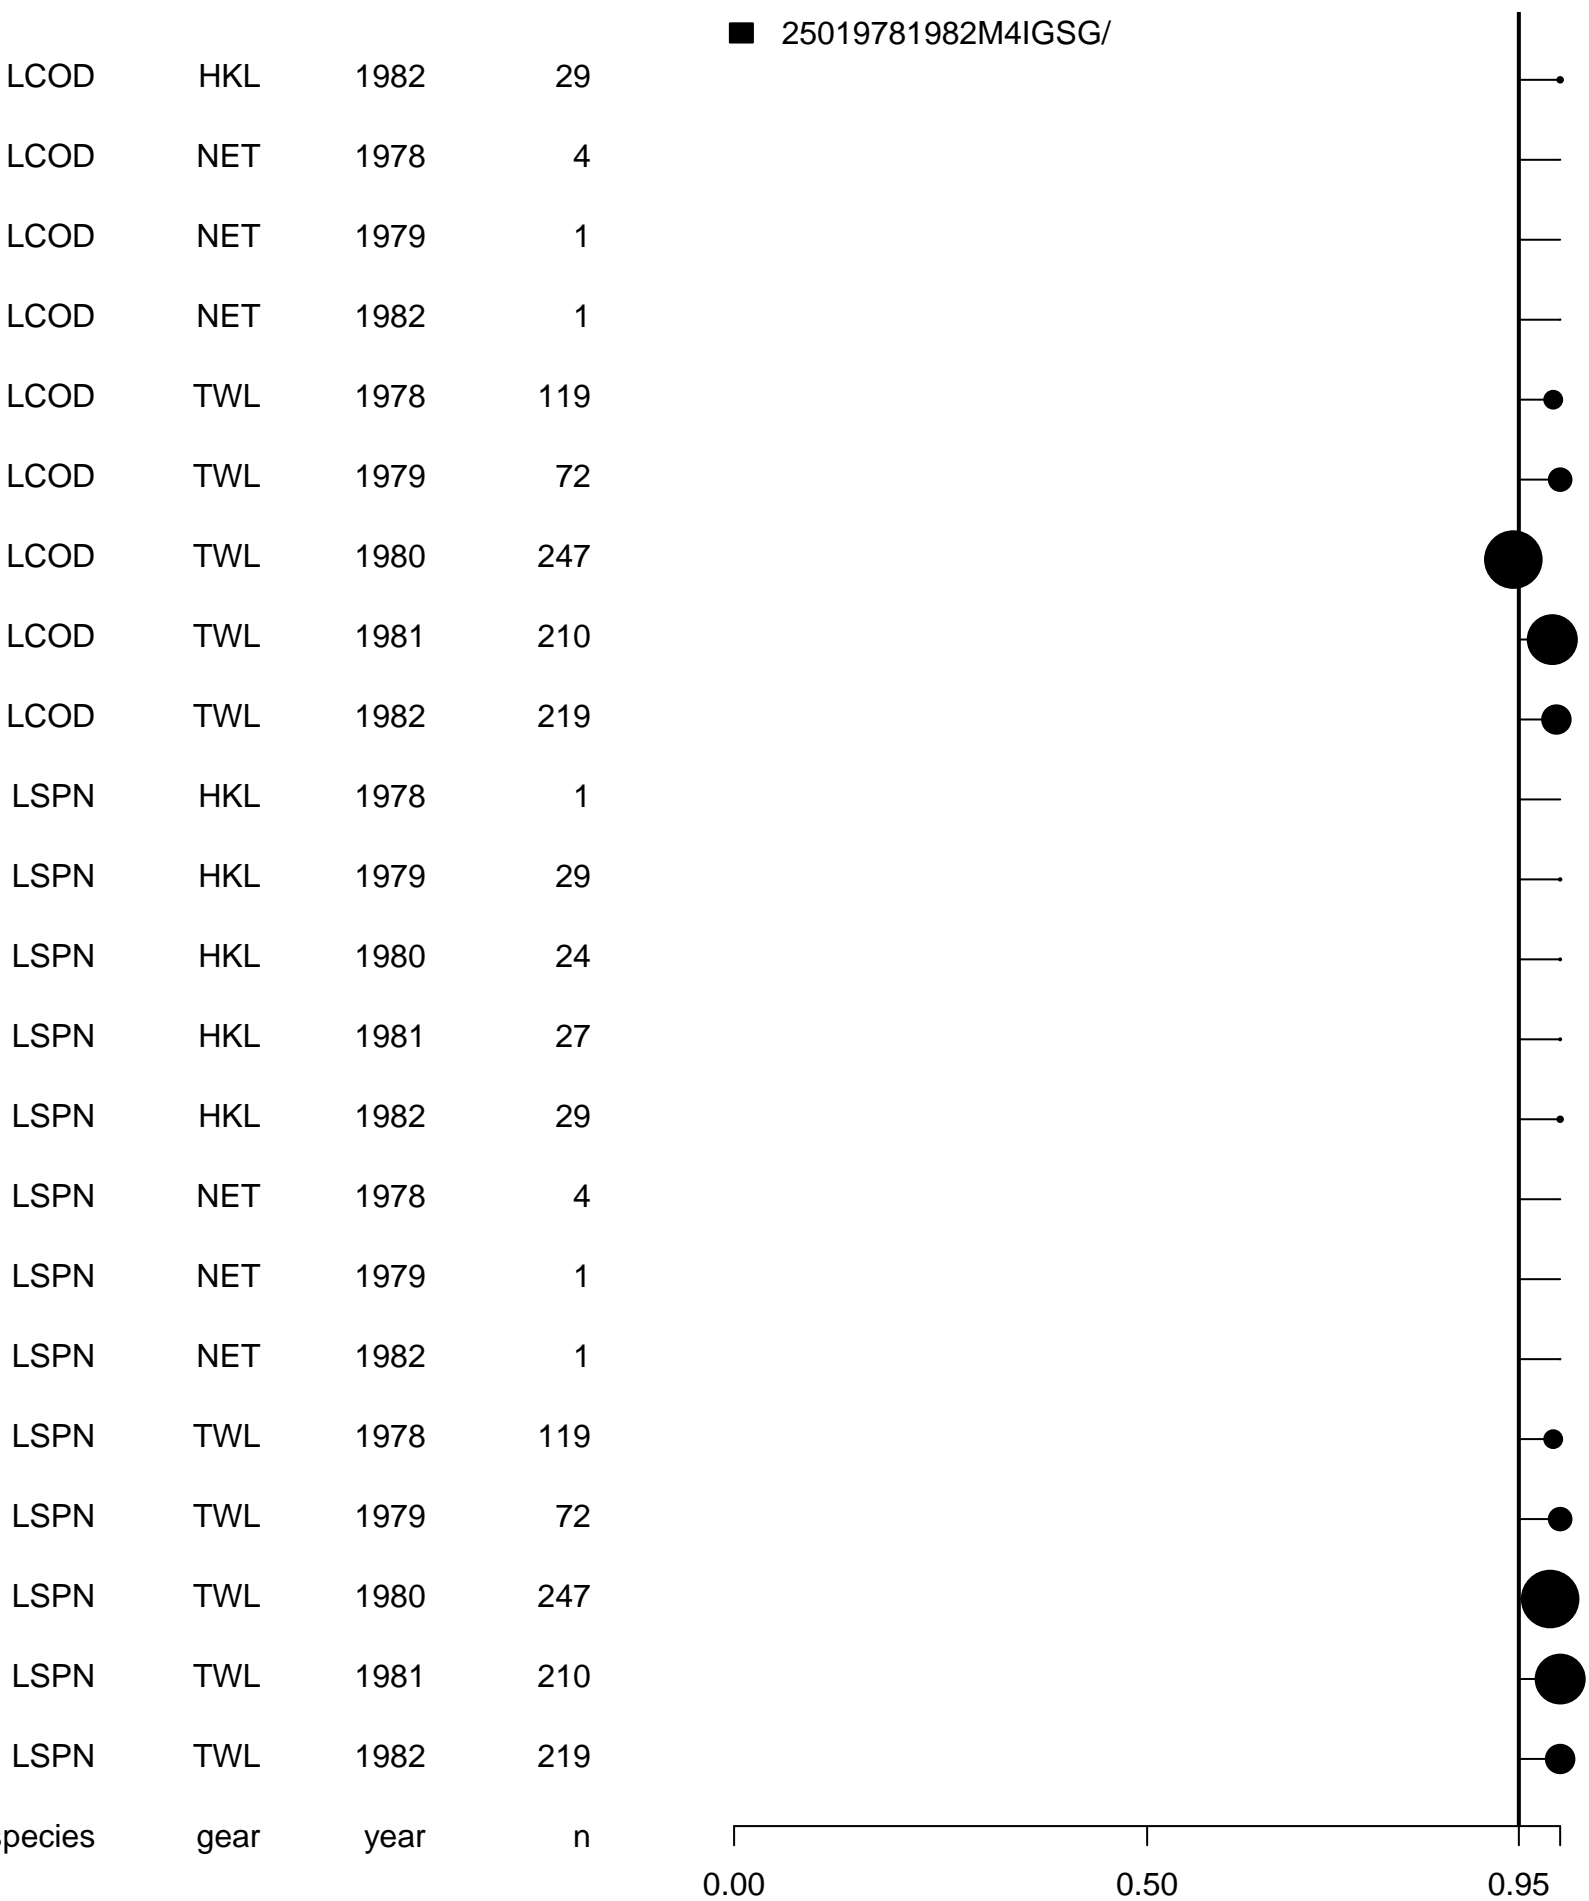 25019781982M4IGSG/
LCOD HKL 1982 29
LCOD NET 1978 4
LCOD NET 1979 1
LCOD NET 1982 1
LCOD TWL 1978 119
LCOD TWL 1979 72
LCOD TWL 1980 247
LCOD TWL 1981 210
LCOD TWL 1982 219
LSPN HKL 1978 1
LSPN HKL 1979 29
LSPN HKL 1980 24
LSPN HKL 1981 27
LSPN HKL 1982 29
LSPN NET 1978 4
LSPN NET 1979 1
LSPN NET 1982 1
LSPN TWL 1978 119
LSPN TWL 1979 72
LSPN TWL 1980 247
LSPN TWL 1981 210
LSPN TWL 1982 219
species gear year n
0.00 0.50 0.95